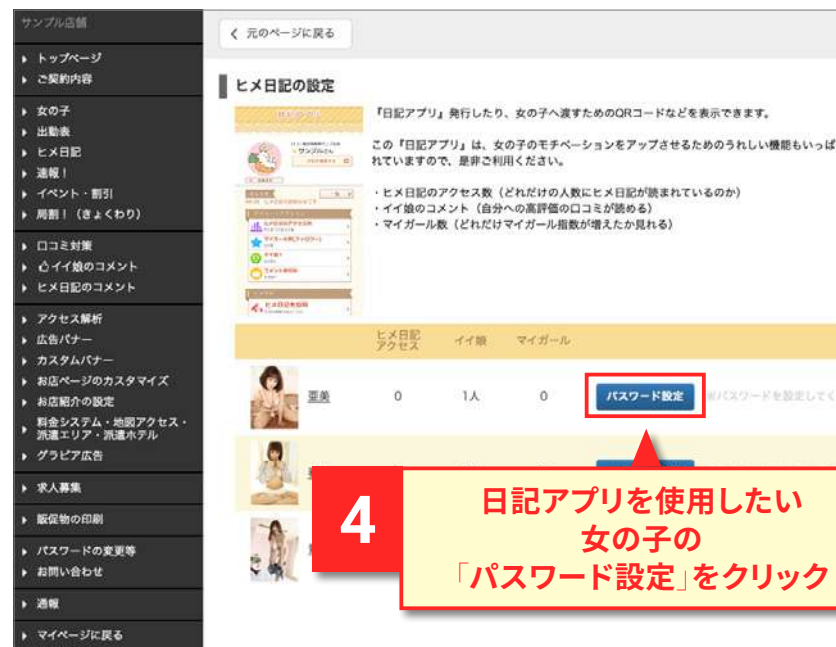 サンプル店舗
トップページ
ご契約内容
女の子
出勤表
ヒメ日記
速報！
イベント・割引
局割！（きょくわり）
口コミ対策
イイ娘のコメント
ヒメ日記のコメント
アクセス解析
広告バナー
カスタムバナー
お店ページのカスタマイズ
お店紹介の設定
料金システム・地図アクセス・
派遣エリア・派遣ホテル
グラビア広告
求人募集
販促物の印刷
パスワードの変更等
お問い合わせ
通報
マイページに戻る
元のページに戻る
ヒメ日記の設定
『日記アプリ』発行したり、女の子へ渡すためのQRコードなどを表示できます。
この『日記アプリ』は、女の子のモチベーションをアップさせるためのうれしい機能もいっぱ
れていますので、是非ご利用ください。
・ヒメ日記のアクセス数（どれだけの人数にヒメ日記が読まれているのか）
・イイ娘のコメント（自分への高評価の口コミが読める）
・マイガール数（どれだけマイガール指数が増えたか見れる）
ヒメ日記
アクセス
イイ娘
マイガール
亜美
0
1人
0
パスワード設定
※パスワードを設定してく
4
日記アプリを使用したい
女の子の
「パスワード設定」をクリック